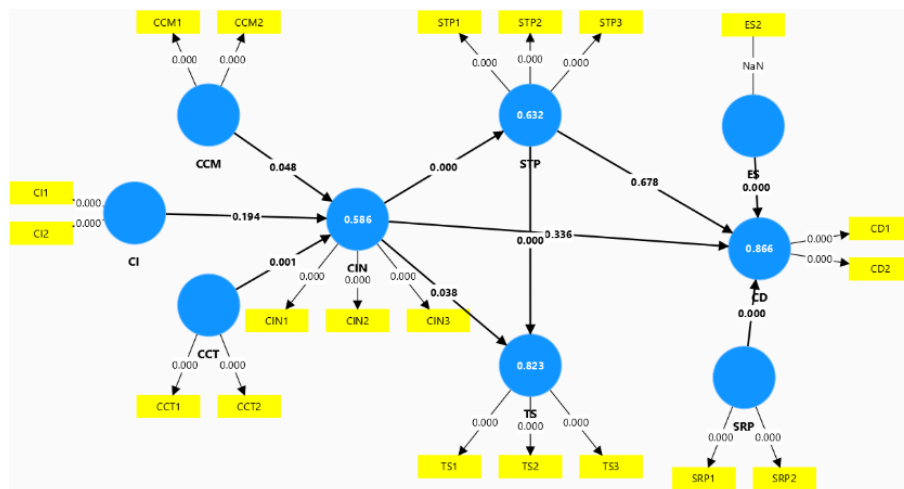 CCM1
CCM2
STP1
STP2
STP3
ES2
0.000
0.000
0.000
0.000
0.000
NaN
0.632
CCM
STP
ES
0.048
0.000
0.678
0.000
CI1
0.000
CI2
0.000
0.194
0.586
0.336
0.000
0.866
0.000
CD1
0.000
CD2
CI
0.001
CIN
CD
0.000
0.000
0.000
0.038
0.000
CIN1
CIN2
CIN3
CCT
0.000
0.000
0.823
TS
SRP
CCT1
CCT2
0.000
0.000
0.000
0.000
0.000
TS1
TS2
TS3
SRP1
SRP2